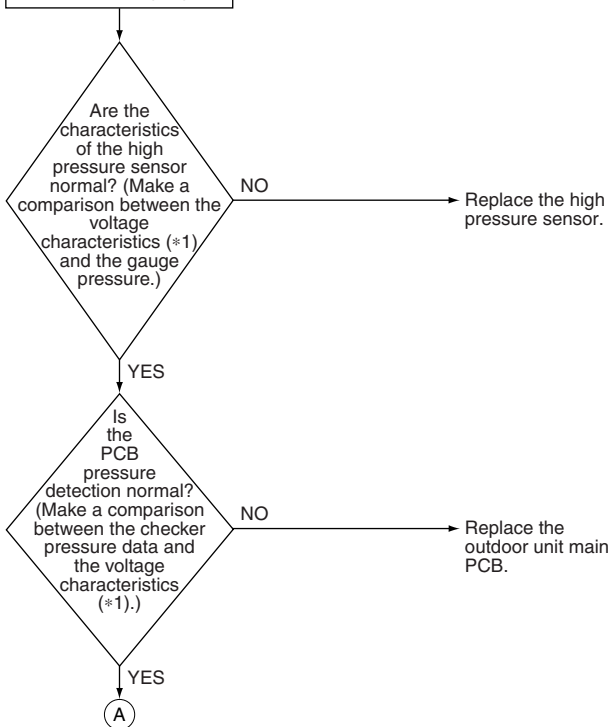 Are the
characteristics
of the high
pressure sensor
normal? (Make a
comparison between the
voltage
characteristics (*1)
and the gauge
pressure.)
NO
Replace the high
pressure sensor.
YES
Is
the
PCB
pressure
detection normal?
(Make a comparison
between the checker
pressure data and
the voltage
characteristics
(*1).)
NO
Replace the
outdoor unit main
PCB.
YES
A